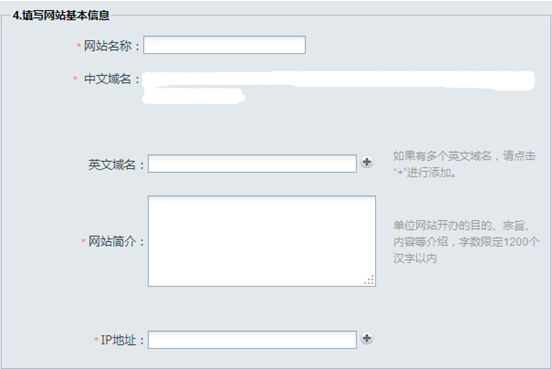 4.填写网站基本信息
* 网站名称：
* 中文域名：
英文域名：
如果有多个英文域名，请点击
“+”进行添加。
* 网站简介：
单位网站开办的目的、宗旨、
内容等介绍，字数限定1200个
汉字以内
* IP地址：